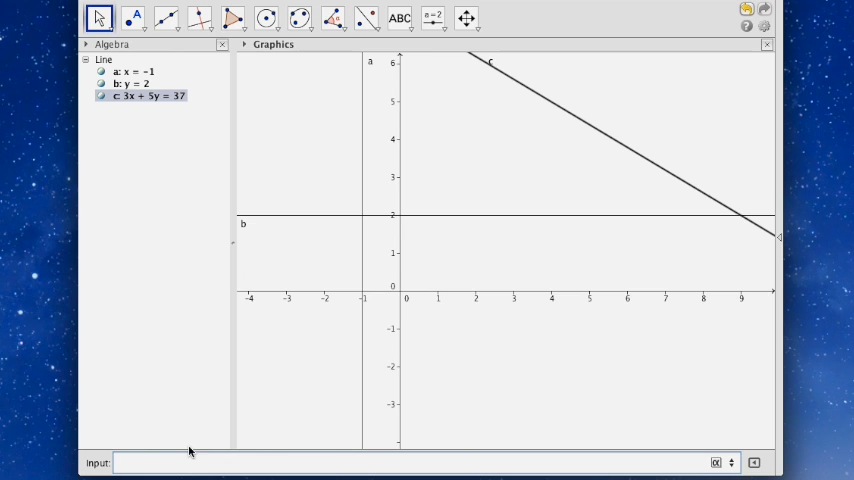 A
ABC
a=2
Algebra
Graphics
Line
a: x = -1
b: y = 2
c: 3x + 5y = 37
a
c
b
6
5
4
3
2
1
0
-4 -3 -2 -1 0 1 2 3 4 5 6 7 8 9
-1
-2
-3
Input:
α